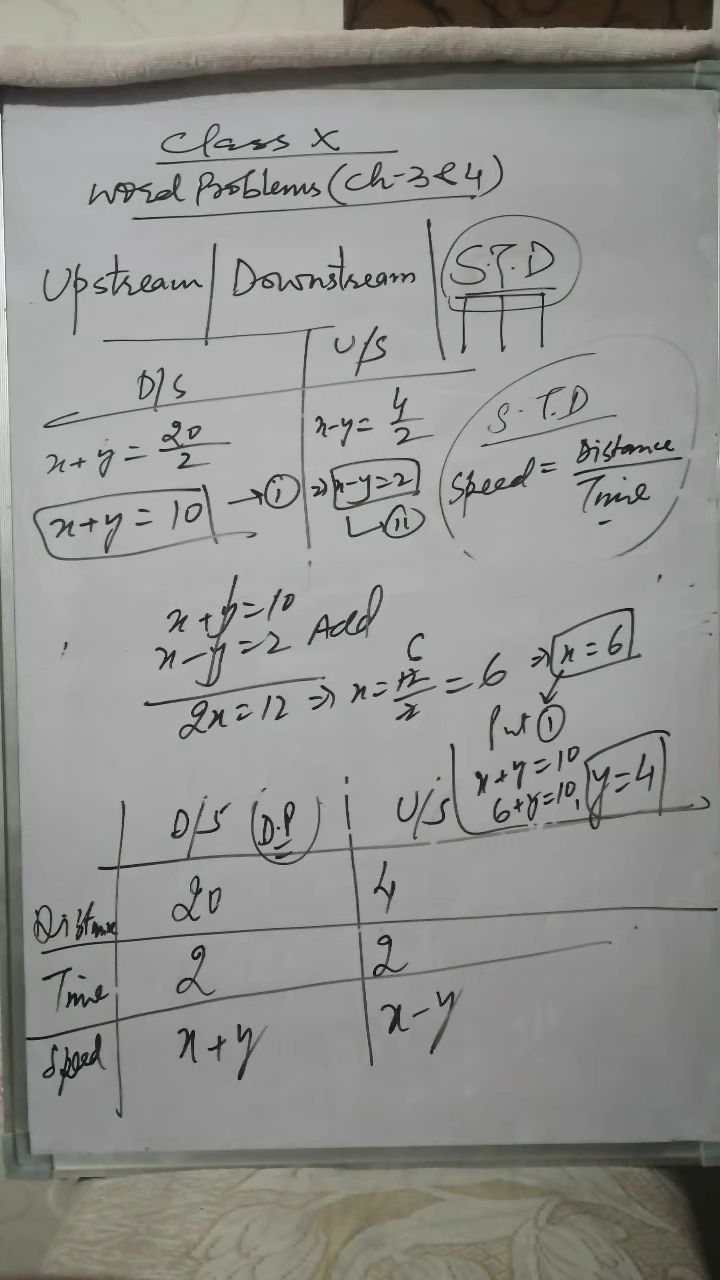 Class X
Word Problems (Ch-3 & 4)
Upstream | Downstream | S.T.D
D/S | U/S
x+y = 20/2
x-y = 4/2
x+y = 10 → (i)
⇒ x-y=2
↳ (ii)
S.T.D
Speed = Distance/Time
x+y=10
x-y=2 Add
2x=12 ⇒ x = 12/2 = 6 ⇒ x=6
6
Put (1)
x+y=10
6+y=10, y=4
D/S (D.P) | U/S
Distance 20 4
Time 2 2
Speed x+y x-y